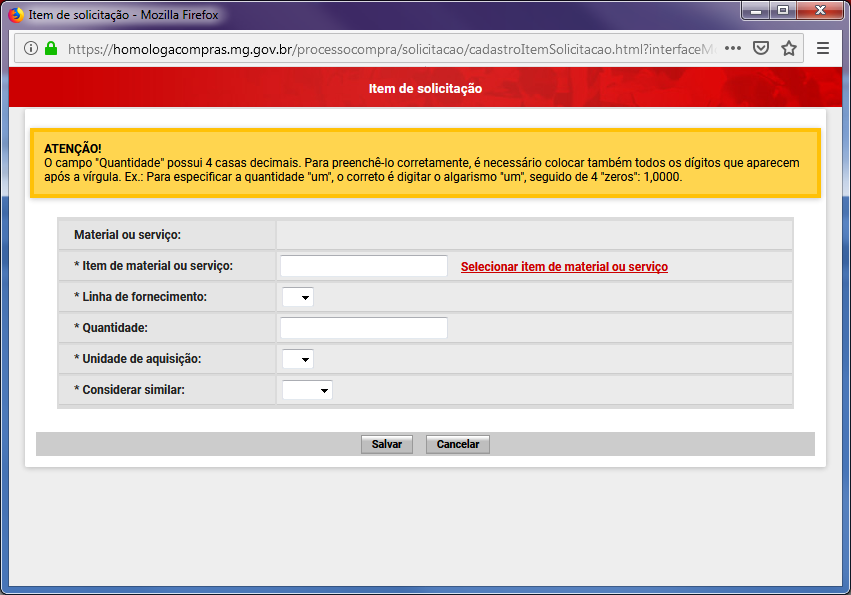 Item de solicitação - Mozilla Firefox
https://homologacompras.mg.gov.br/processocompra/solicitacao/cadastroItemSolicitacao.html?interfaceM
Item de solicitação
ATENÇÃO!
O campo "Quantidade" possui 4 casas decimais. Para preenchê-lo corretamente, é necessário colocar também todos os dígitos que aparecem
após a vírgula. Ex.: Para especificar a quantidade "um", o correto é digitar o algarismo "um", seguido de 4 "zeros": 1,0000.
Material ou serviço:
* Item de material ou serviço: Selecionar item de material ou serviço
* Linha de fornecimento:
* Quantidade:
* Unidade de aquisição:
* Considerar similar:
Salvar Cancelar